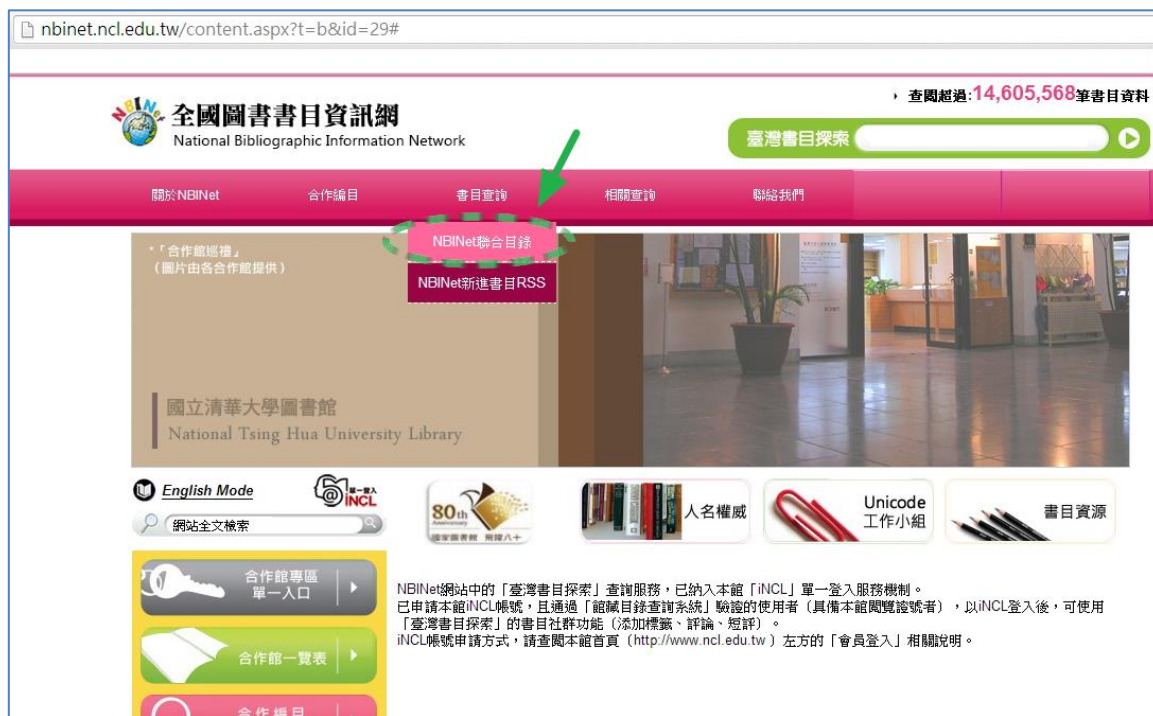 nbinet.ncl.edu.tw/content.aspx?t=b&id=29#
查閱超過:14,605,568筆書目資料
NBINet
全國圖書書目資訊網
National Bibliographic Information Network
臺灣書目探索
關於NBINet 合作編目 書目查詢 相關查詢 聯絡我們
NBINet聯合目錄
NBINet新進書目RSS
*「合作館巡禮」
(圖片由各合作館提供)
國立清華大學圖書館
National Tsing Hua University Library
English Mode
單一登入
iNCL
網站全文檢索
80th
Anniversary
國家圖書館 飛躍八十
人名權威
Unicode
工作小組
書目資源
合作館專區
單一入口
合作館一覽表
合作編目
NBINet網站中的「臺灣書目探索」查詢服務,已納入本館「iNCL」單一登入服務機制。
已申請本館iNCL帳號,且通過「館藏目錄查詢系統」驗證的使用者(具備本館閱覽證號者),以iNCL登入後,可使用
「臺灣書目探索」的書目社群功能(添加標籤、評論、短評)。
iNCL帳號申請方式,請查閱本館首頁(http://www.ncl.edu.tw )左方的「會員登入」相關說明。